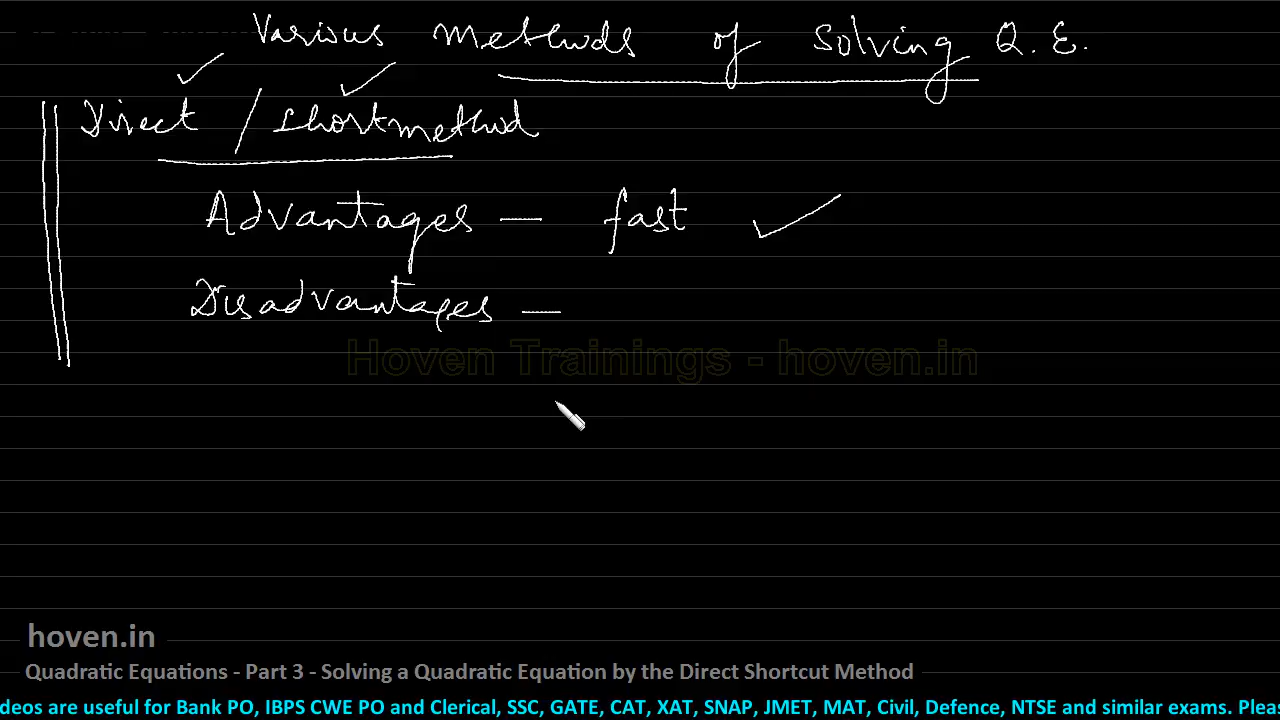 Various methods of solving Q.E.
Direct / Shortmethod
Advantages — fast ✓
Disadvantages —
Hoven Trainings - hoven.in
hoven.in
Quadratic Equations - Part 3 - Solving a Quadratic Equation by the Direct Shortcut Method
deos are useful for Bank PO, IBPS CWE PO and Clerical, SSC, GATE, CAT, XAT, SNAP, JMET, MAT, Civil, Defence, NTSE and similar exams. Pleas